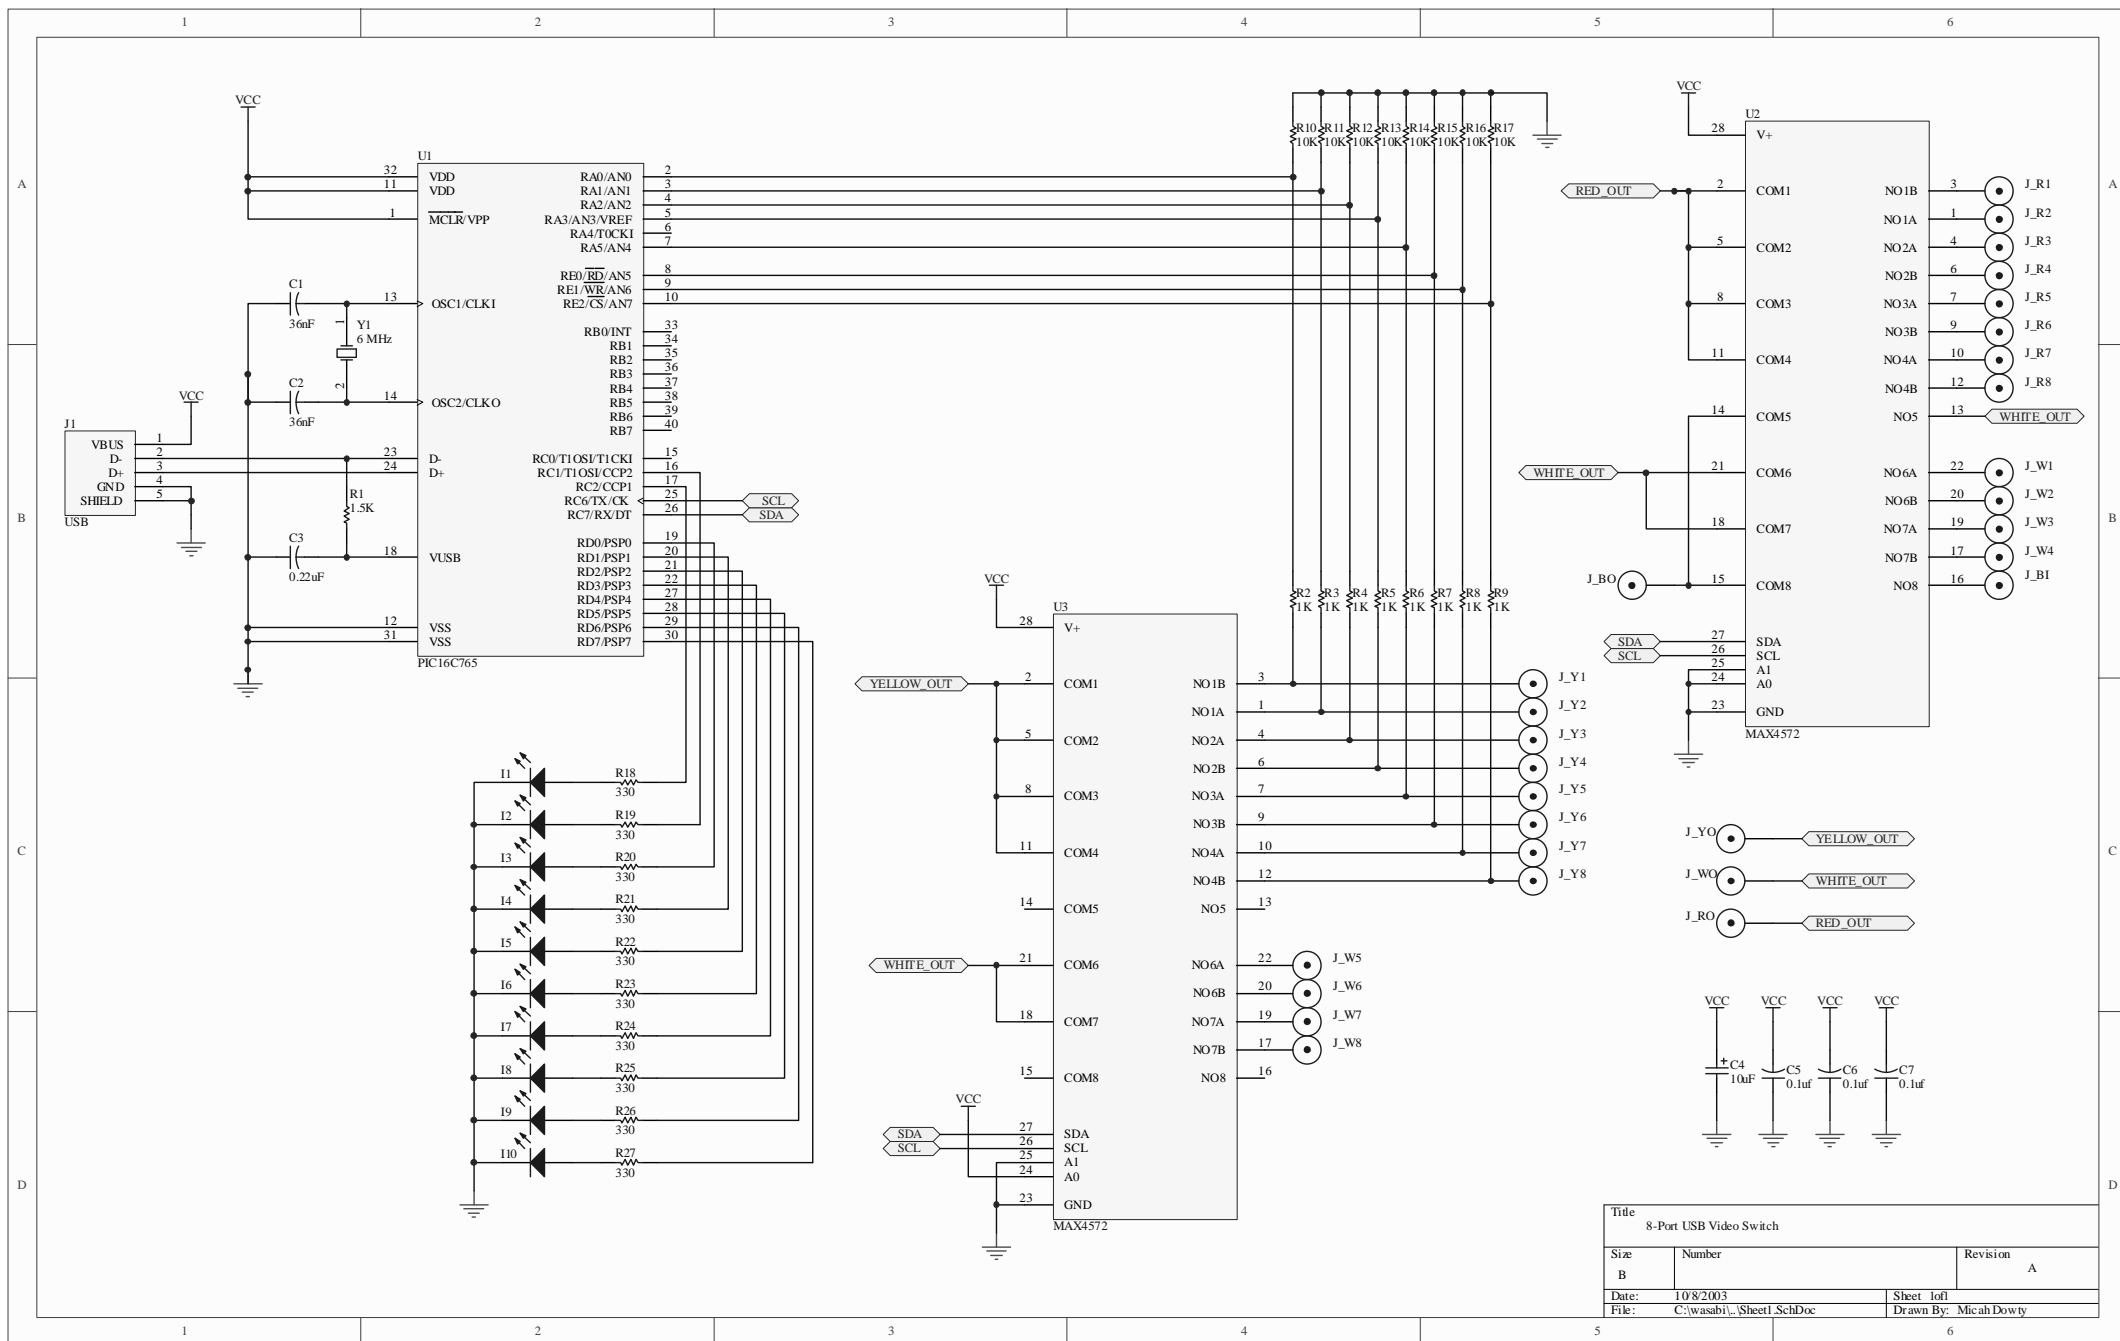 1 2 3 4 5 6
A A
B B
C C
D D
VCC
U1
32 VDD
11 VDD
1 MCLR/VPP
13 OSC1/CLKI
14 OSC2/CLKO
23 D-
24 D+
18 VUSB
12 VSS
31 VSS
PIC16C765
RA0/AN0 2
RA1/AN1 3
RA2/AN2 4
RA3/AN3/VREF 5
RA4/T0CKI 6
RA5/AN4 7
RE0/RD/AN5 8
RE1/WR/AN6 9
RE2/CS/AN7 10
RB0/INT 33
RB1 34
RB2 35
RB3 36
RB4 37
RB5 38
RB6 39
RB7 40
RC0/T1OSI/T1CKI 15
RC1/T1OSI/CCP2 16
RC2/CCP1 17
RC6/TX/CK 25 SCL
RC7/RX/DT 26 SDA
RD0/PSP0 19
RD1/PSP1 20
RD2/PSP2 21
RD3/PSP3 22
RD4/PSP4 27
RD5/PSP5 28
RD6/PSP6 29
RD7/PSP7 30
C1
36nF
1
Y1
6 MHz
2
C2
36nF
VCC
J1
VBUS 1
D- 2
D+ 3
GND 4
SHIELD 5
USB
R1
1.5K
C3
0.22uF
I1 R18
330
I2 R19
330
I3 R20
330
I4 R21
330
I5 R22
330
I6 R23
330
I7 R24
330
I8 R25
330
I9 R26
330
I10 R27
330
R10 R11 R12 R13 R14 R15 R16 R17
10K 10K 10K 10K 10K 10K 10K 10K
R2 R3 R4 R5 R6 R7 R8 R9
1K 1K 1K 1K 1K 1K 1K 1K
VCC
U3
28 V+
YELLOW_OUT 2 COM1
5 COM2
8 COM3
11 COM4
14 COM5
WHITE_OUT 21 COM6
18 COM7
15 COM8
VCC
SDA 27 SDA
SCL 26 SCL
25 A1
24 A0
23 GND
MAX4572
NO1B 3 J_Y1
NO1A 1 J_Y2
NO2A 4 J_Y3
NO2B 6 J_Y4
NO3A 7 J_Y5
NO3B 9 J_Y6
NO4A 10 J_Y7
NO4B 12 J_Y8
NO5 13
NO6A 22 J_W5
NO6B 20 J_W6
NO7A 19 J_W7
NO7B 17 J_W8
NO8 16
VCC
U2
28 V+
RED_OUT 2 COM1
5 COM2
8 COM3
11 COM4
14 COM5
WHITE_OUT 21 COM6
18 COM7
J_BO 15 COM8
SDA 27 SDA
SCL 26 SCL
25 A1
24 A0
23 GND
MAX4572
NO1B 3 J_R1
NO1A 1 J_R2
NO2A 4 J_R3
NO2B 6 J_R4
NO3A 7 J_R5
NO3B 9 J_R6
NO4A 10 J_R7
NO4B 12 J_R8
NO5 13 WHITE_OUT
NO6A 22 J_W1
NO6B 20 J_W2
NO7A 19 J_W3
NO7B 17 J_W4
NO8 16 J_BI
J_YO YELLOW_OUT
J_WO WHITE_OUT
J_RO RED_OUT
VCC VCC VCC VCC
+
C4 C5 C6 C7
10uF 0.1uf 0.1uf 0.1uf
Title
8-Port USB Video Switch
Size Number Revision
B A
Date: 10/8/2003 Sheet 1of1
File: C:\wasabi\..\Sheet1.SchDoc Drawn By: Micah Dowty
1 2 3 4 5 6